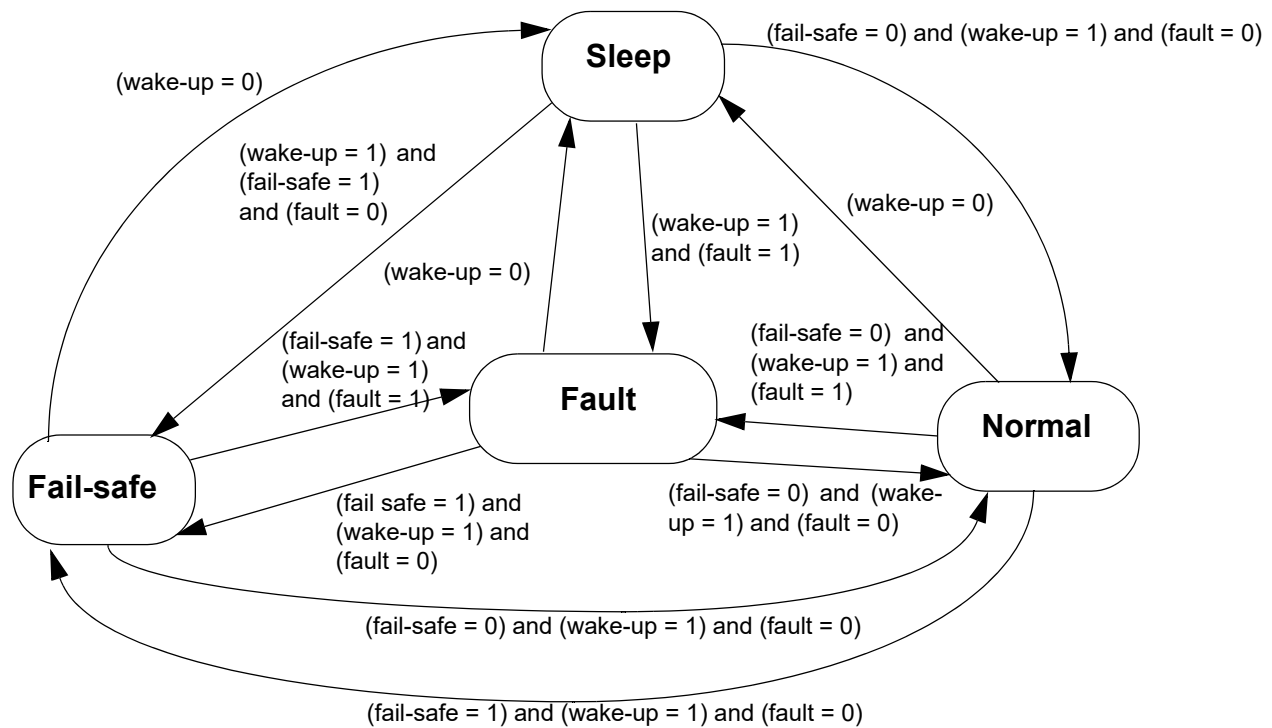 Sleep
(fail-safe = 0) and (wake-up = 1) and (fault = 0)
(wake-up = 0)
(wake-up = 1) and
(fail-safe = 1)
and (fault = 0)
(wake-up = 1)
and (fault = 1)
(wake-up = 0)
(wake-up = 0)
(fail-safe = 1) and
(wake-up = 1)
and (fault = 1)
Fault
(fail-safe = 0) and
(wake-up = 1) and
(fault = 1)
Normal
Fail-safe
(fail safe = 1) and
(wake-up = 1) and
(fault = 0)
(fail-safe = 0) and (wake-
up = 1) and (fault = 0)
(fail-safe = 0) and (wake-up = 1) and (fault = 0)
(fail-safe = 1) and (wake-up = 1) and (fault = 0)